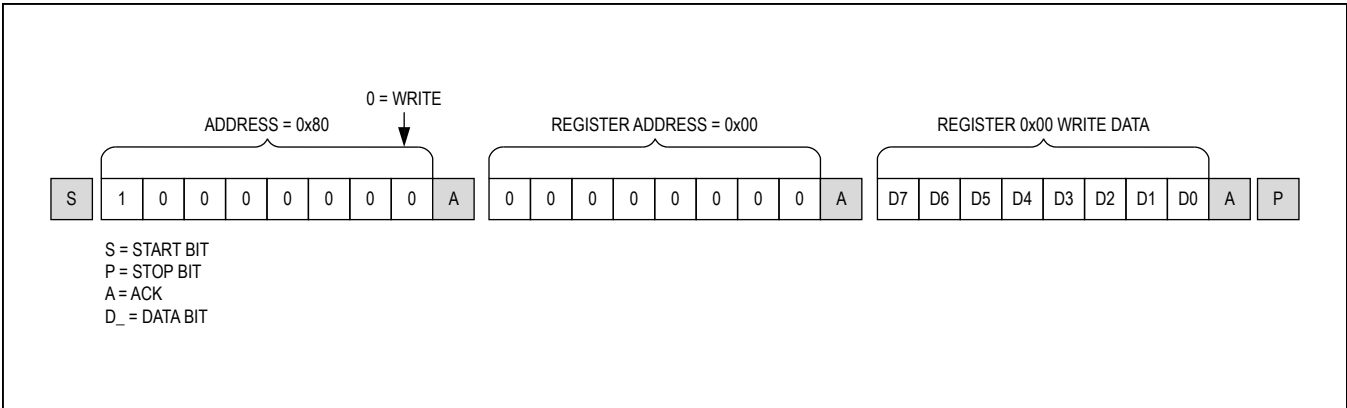 0 = WRITE
ADDRESS = 0x80 REGISTER ADDRESS = 0x00 REGISTER 0x00 WRITE DATA
S 1 0 0 0 0 0 0 0 A 0 0 0 0 0 0 0 0 A D7 D6 D5 D4 D3 D2 D1 D0 A P
S = START BIT
P = STOP BIT
A = ACK
D_ = DATA BIT